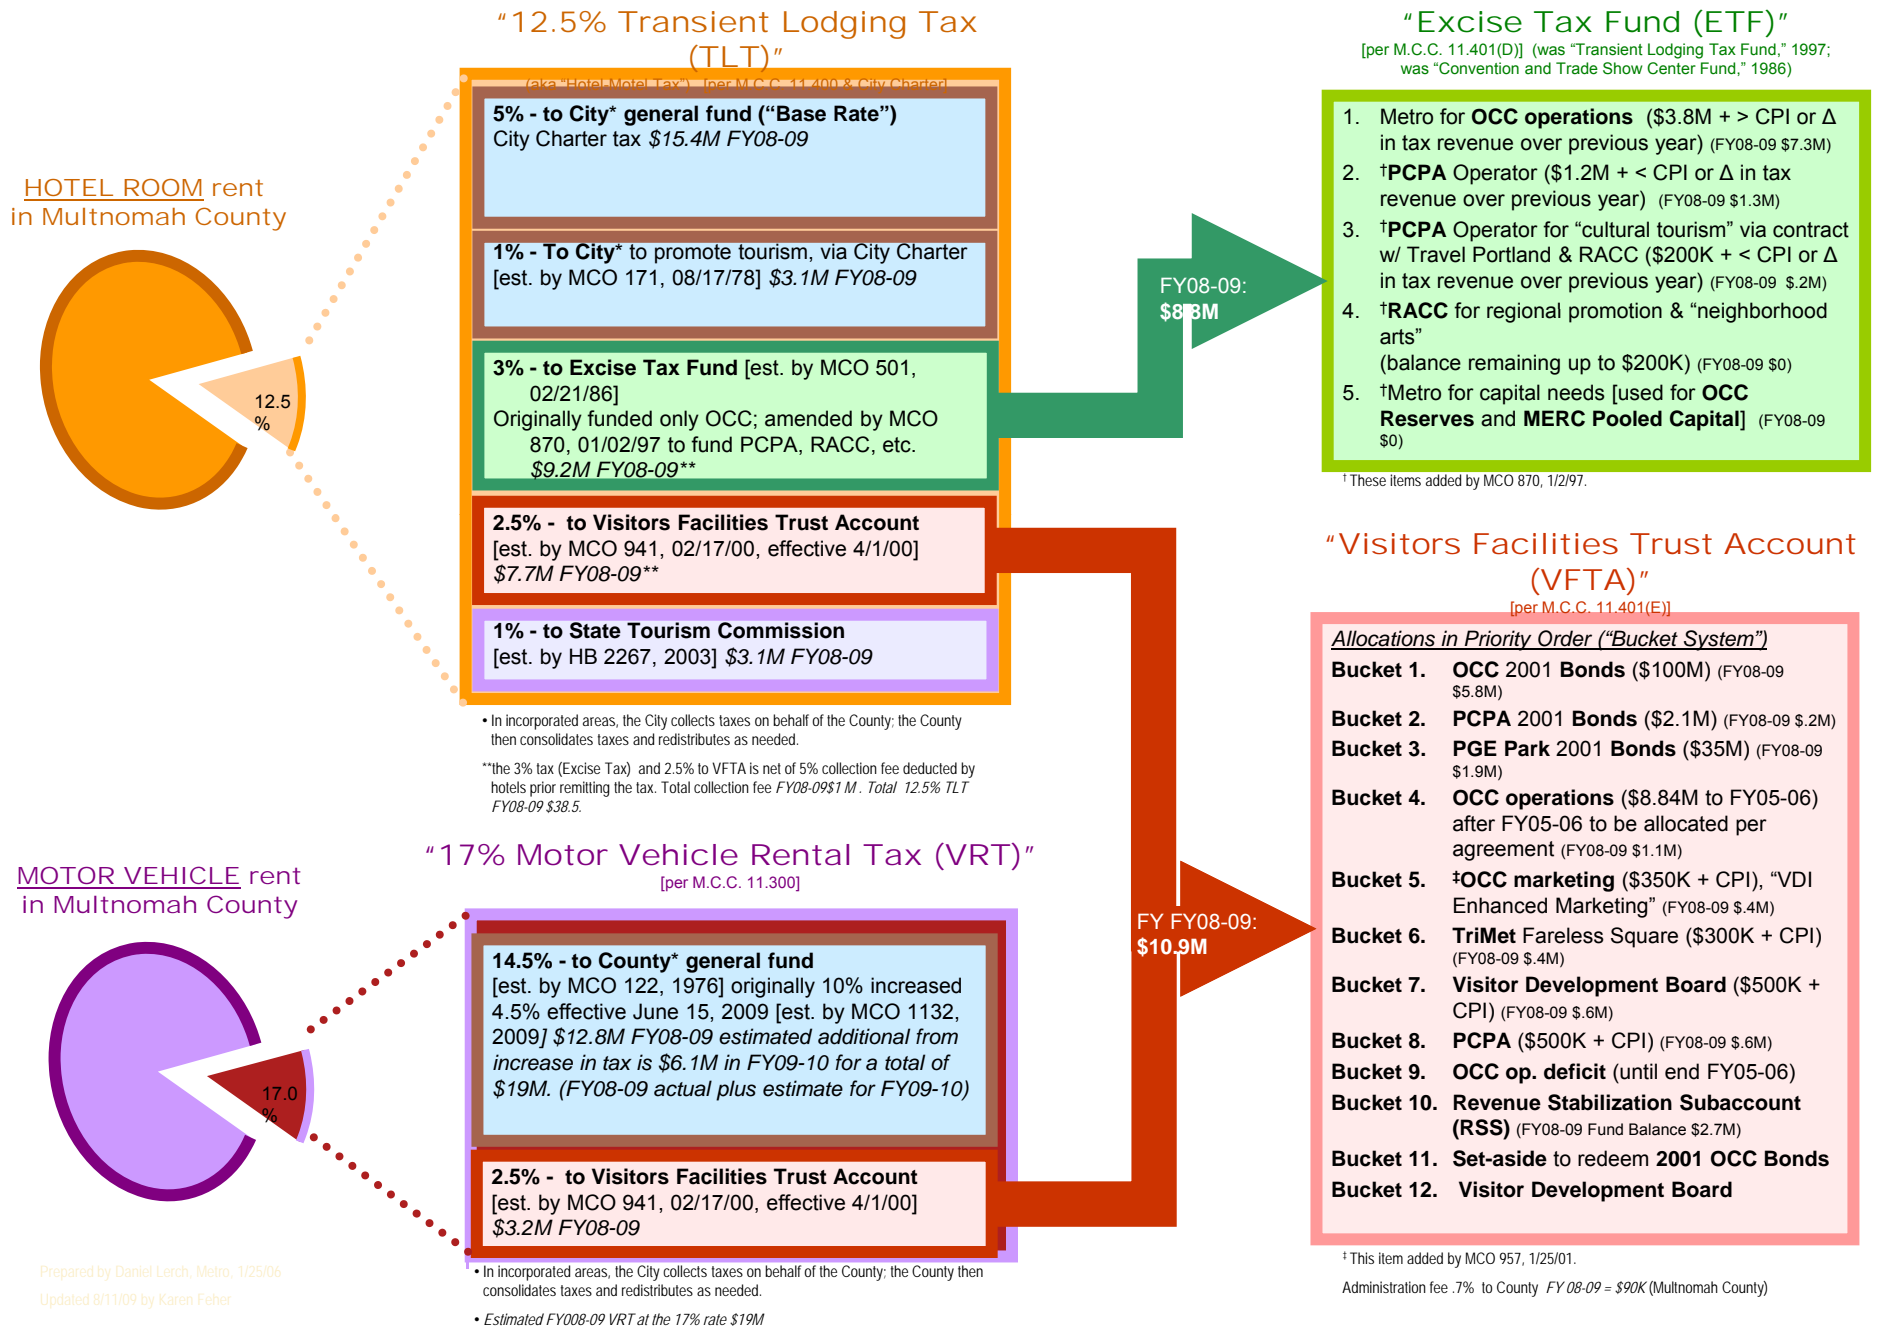 “12.5% Transient Lodging Tax
(TLT)”
(aka “Hotel-Motel Tax”) [per M.C.C. 11.400 & City Charter]
HOTEL ROOM rent
in Multnomah County
12.5
%
5% - to City* general fund (“Base Rate”)
City Charter tax $15.4M FY08-09
1% - To City* to promote tourism, via City Charter
[est. by MCO 171, 08/17/78] $3.1M FY08-09
3% - to Excise Tax Fund [est. by MCO 501,
02/21/86]
Originally funded only OCC; amended by MCO
870, 01/02/97 to fund PCPA, RACC, etc.
$9.2M FY08-09**
2.5% - to Visitors Facilities Trust Account
[est. by MCO 941, 02/17/00, effective 4/1/00]
$7.7M FY08-09**
1% - to State Tourism Commission
[est. by HB 2267, 2003] $3.1M FY08-09
• In incorporated areas, the City collects taxes on behalf of the County; the County
then consolidates taxes and redistributes as needed.
**the 3% tax (Excise Tax) and 2.5% to VFTA is net of 5% collection fee deducted by
hotels prior remitting the tax. Total collection fee FY08-09$1 M . Total 12.5% TLT
FY08-09 $38.5.
FY08-09:
$8.8M
“Excise Tax Fund (ETF)”
[per M.C.C. 11.401(D)] (was “Transient Lodging Tax Fund,” 1997;
was “Convention and Trade Show Center Fund,” 1986)
1. Metro for OCC operations ($3.8M + > CPI or Δ
in tax revenue over previous year) (FY08-09 $7.3M)
2. †PCPA Operator ($1.2M + < CPI or Δ in tax
revenue over previous year) (FY08-09 $1.3M)
3. †PCPA Operator for “cultural tourism” via contract
w/ Travel Portland & RACC ($200K + < CPI or Δ
in tax revenue over previous year) (FY08-09 $.2M)
4. †RACC for regional promotion & “neighborhood
arts”
(balance remaining up to $200K) (FY08-09 $0)
5. †Metro for capital needs [used for OCC
Reserves and MERC Pooled Capital] (FY08-09
$0)
† These items added by MCO 870, 1/2/97.
“Visitors Facilities Trust Account
(VFTA)”
[per M.C.C. 11.401(E)]
Allocations in Priority Order (“Bucket System”)
Bucket 1. OCC 2001 Bonds ($100M) (FY08-09
$5.8M)
Bucket 2. PCPA 2001 Bonds ($2.1M) (FY08-09 $.2M)
Bucket 3. PGE Park 2001 Bonds ($35M) (FY08-09
$1.9M)
Bucket 4. OCC operations ($8.84M to FY05-06)
after FY05-06 to be allocated per
agreement (FY08-09 $1.1M)
Bucket 5. ‡OCC marketing ($350K + CPI), “VDI
Enhanced Marketing” (FY08-09 $.4M)
Bucket 6. TriMet Fareless Square ($300K + CPI)
(FY08-09 $.4M)
Bucket 7. Visitor Development Board ($500K +
CPI) (FY08-09 $.6M)
Bucket 8. PCPA ($500K + CPI) (FY08-09 $.6M)
Bucket 9. OCC op. deficit (until end FY05-06)
Bucket 10. Revenue Stabilization Subaccount
(RSS) (FY08-09 Fund Balance $2.7M)
Bucket 11. Set-aside to redeem 2001 OCC Bonds
Bucket 12. Visitor Development Board
‡ This item added by MCO 957, 1/25/01.
Administration fee .7% to County FY 08-09 = $90K (Multnomah County)
FY FY08-09:
$10.9M
“17% Motor Vehicle Rental Tax (VRT)”
[per M.C.C. 11.300]
MOTOR VEHICLE rent
in Multnomah County
17.0
%
14.5% - to County* general fund
[est. by MCO 122, 1976] originally 10% increased
4.5% effective June 15, 2009 [est. by MCO 1132,
2009] $12.8M FY08-09 estimated additional from
increase in tax is $6.1M in FY09-10 for a total of
$19M. (FY08-09 actual plus estimate for FY09-10)
2.5% - to Visitors Facilities Trust Account
[est. by MCO 941, 02/17/00, effective 4/1/00]
$3.2M FY08-09
• In incorporated areas, the City collects taxes on behalf of the County; the County then
consolidates taxes and redistributes as needed.
• Estimated FY008-09 VRT at the 17% rate $19M
Prepared by Daniel Lerch, Metro, 1/25/06
Updated 8/11/09 by Karen Feher